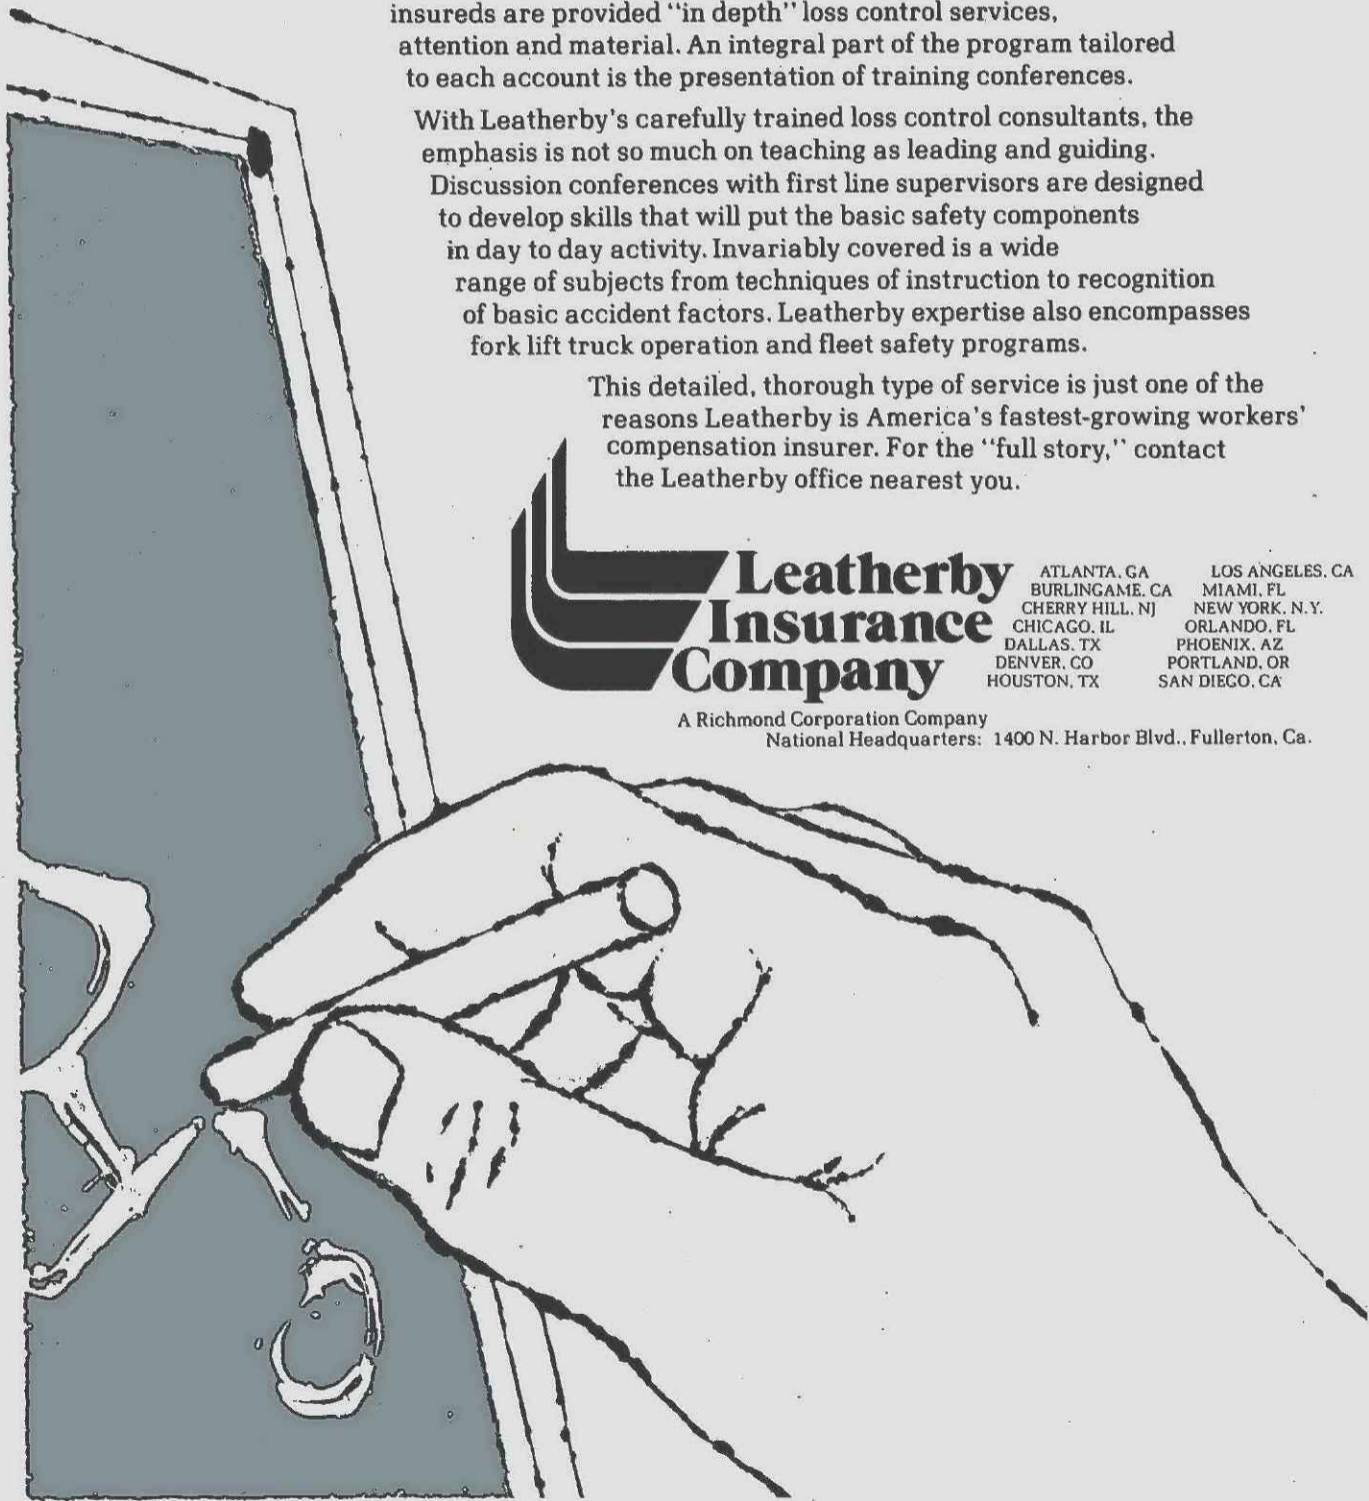 insureds are provided "in depth" loss control services,
attention and material. An integral part of the program tailored
to each account is the presentation of training conferences.
With Leatherby's carefully trained loss control consultants, the
emphasis is not so much on teaching as leading and guiding.
Discussion conferences with first line supervisors are designed
to develop skills that will put the basic safety components
in day to day activity. Invariably covered is a wide
range of subjects from techniques of instruction to recognition
of basic accident factors. Leatherby expertise also encompasses
fork lift truck operation and fleet safety programs.
This detailed, thorough type of service is just one of the
reasons Leatherby is America's fastest-growing workers'
compensation insurer. For the "full story," contact
the Leatherby office nearest you.
Leatherby
Insurance
Company
ATLANTA, GA
BURLINGAME, CA
CHERRY HILL, NJ
CHICAGO, IL
DALLAS, TX
DENVER, CO
HOUSTON, TX
LOS ANGELES, CA
MIAMI, FL
NEW YORK, N.Y.
ORLANDO, FL
PHOENIX, AZ
PORTLAND, OR
SAN DIEGO, CA
A Richmond Corporation Company
National Headquarters: 1400 N. Harbor Blvd., Fullerton, Ca.